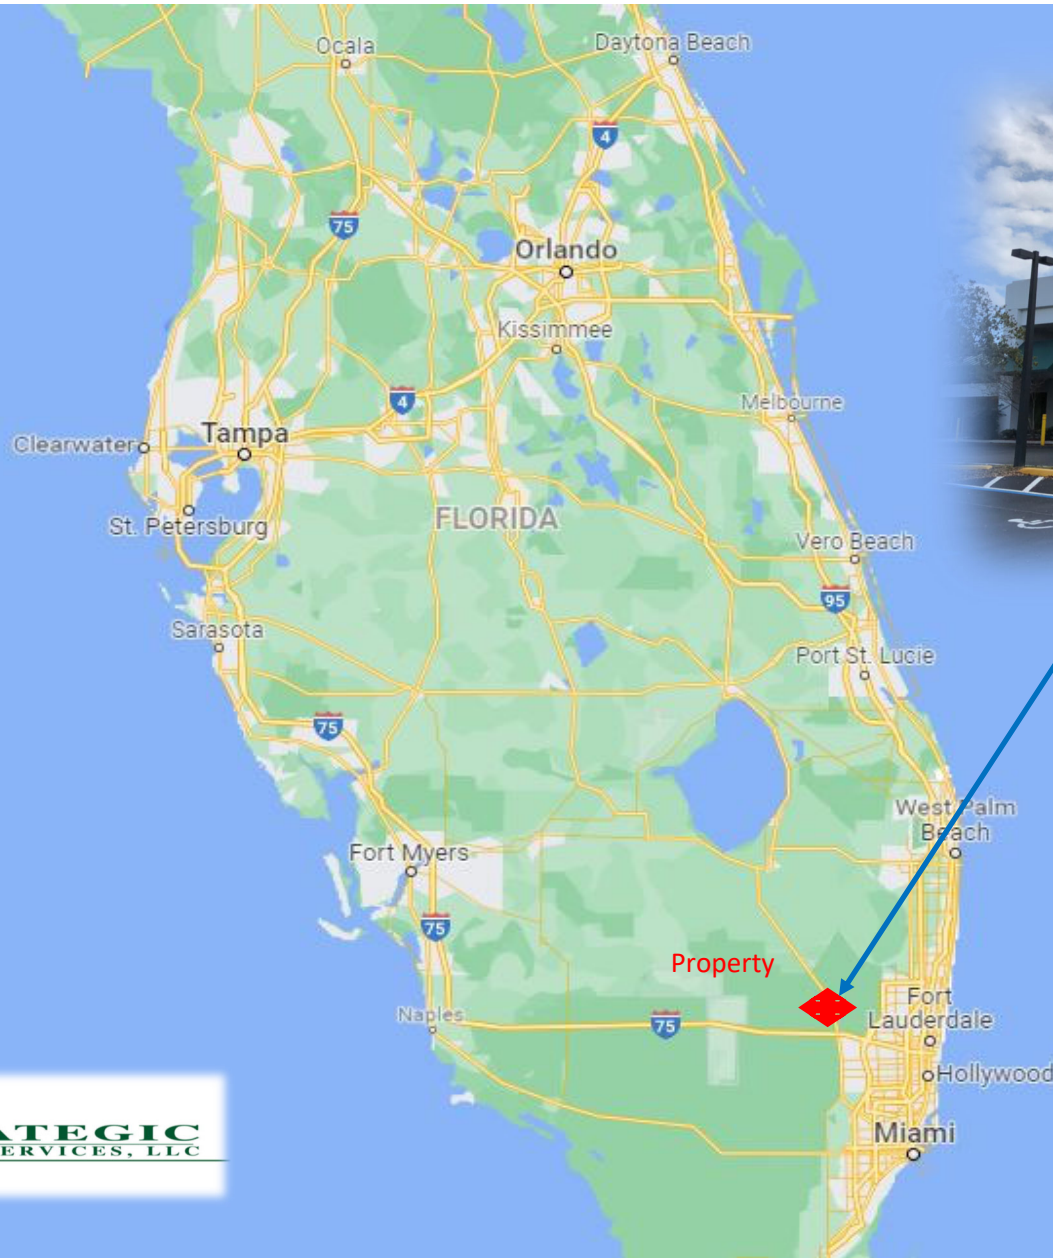 Ocala
Daytona Beach
4
75
Orlando
Kissimmee
4
Melbourne
Clearwater
Tampa
St. Petersburg
FLORIDA
Vero Beach
95
Sarasota
Port St. Lucie
75
West Palm
Beach
Fort Myers
75
Property
Naples
75
Fort
Lauderdale
Hollywood
ATEGIC
ERVICES, LLC
Miami